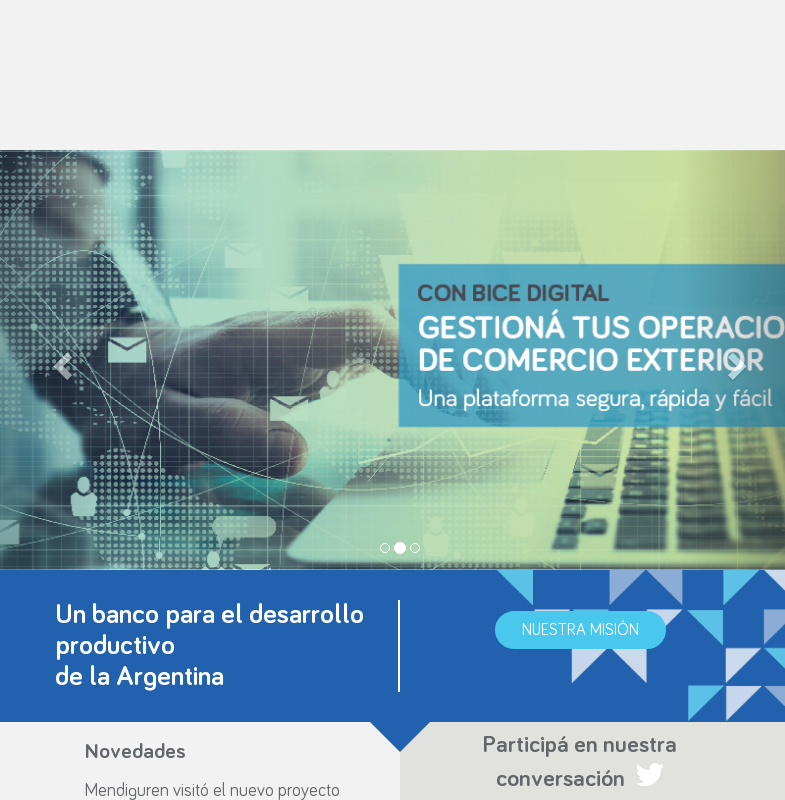 CON BICE DIGITAL
GESTIONÁ TUS OPERACIO
DE COMERCIO EXTERIOR
Una plataforma segura, rápida y fácil
Un banco para el desarrollo
productivo
de la Argentina
NUESTRA MISIÓN
Novedades
Mendiguren visitó el nuevo proyecto
Participá en nuestra
conversación